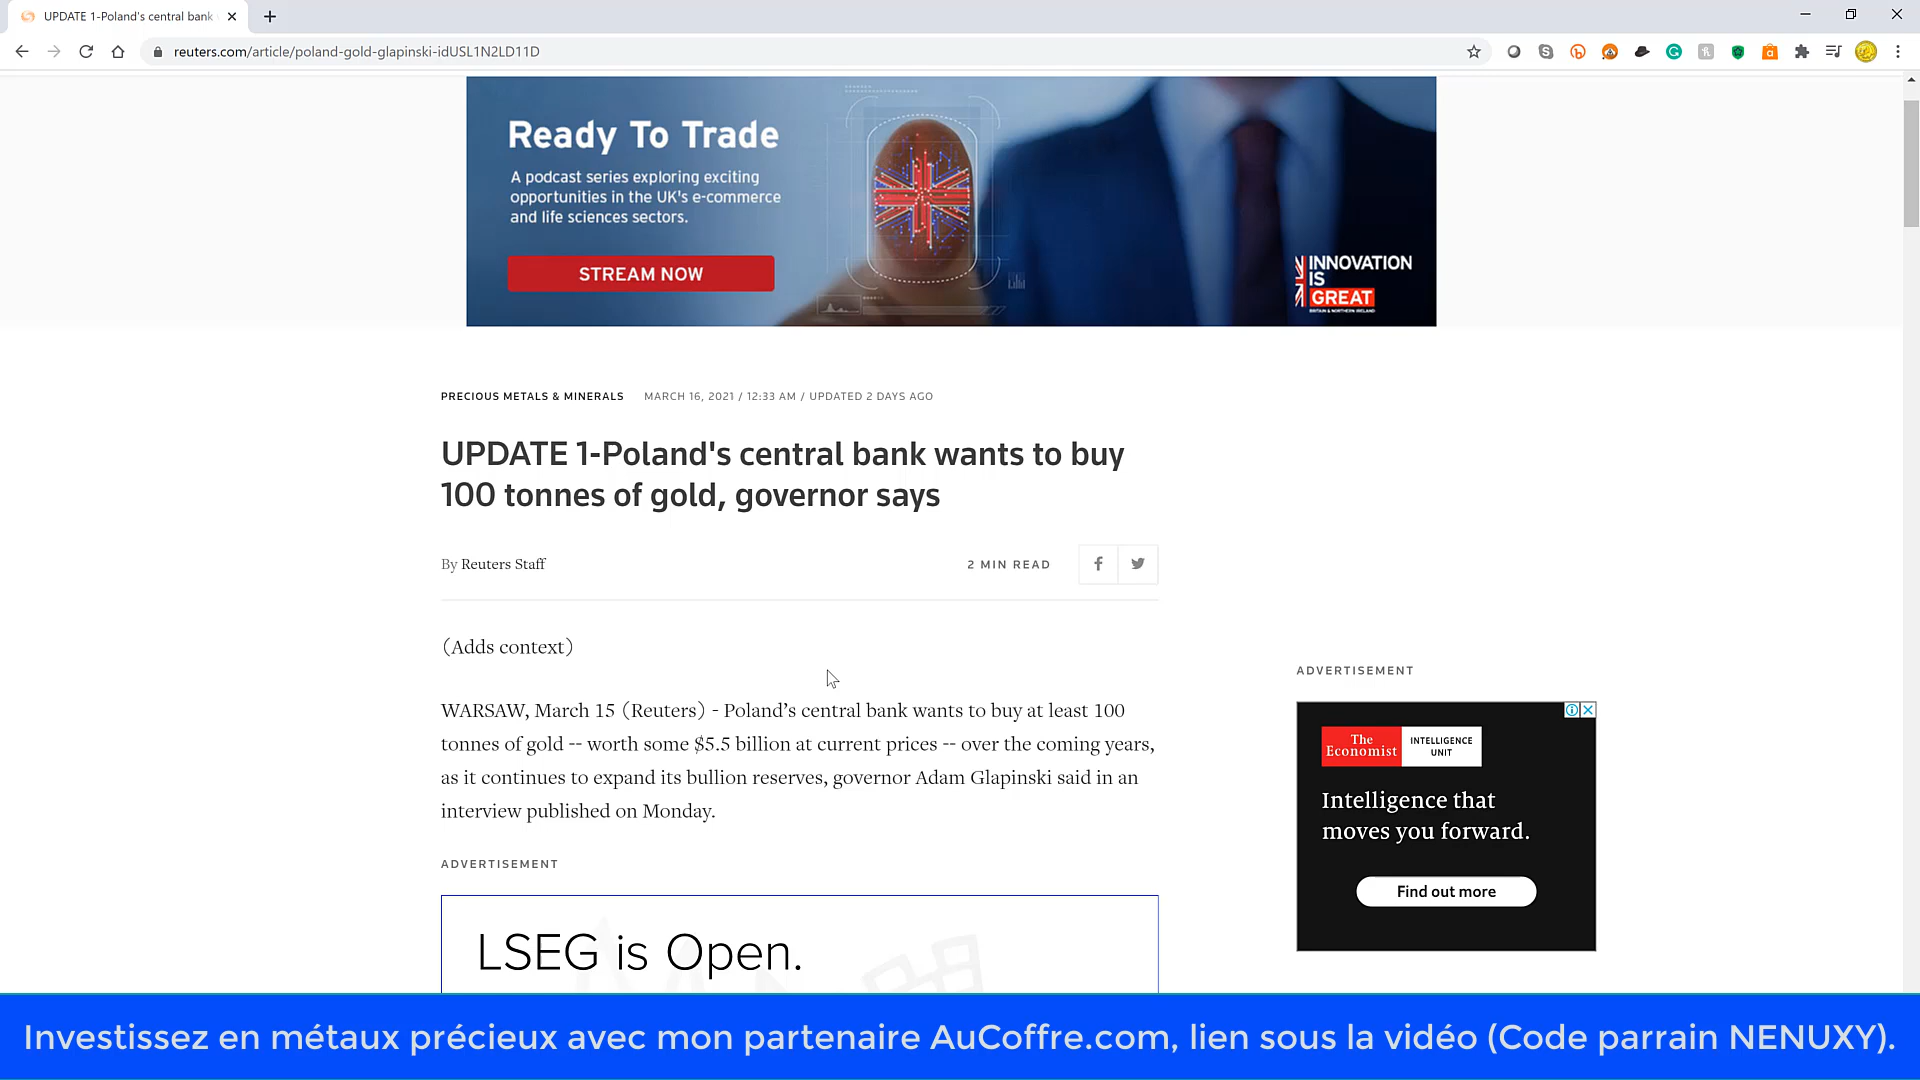 UPDATE 1-Poland's central bank
reuters.com/article/poland-gold-glapinski-idUSL1N2LD11D
Ready To Trade
A podcast series exploring exciting
opportunities in the UK's e-commerce
and life sciences sectors.
STREAM NOW
INNOVATION
IS
GREAT
BRITAIN & NORTHERN IRELAND
PRECIOUS METALS & MINERALS MARCH 16, 2021 / 12:33 AM / UPDATED 2 DAYS AGO
UPDATE 1-Poland's central bank wants to buy
100 tonnes of gold, governor says
By Reuters Staff
2 MIN READ
(Adds context)
WARSAW, March 15 (Reuters) - Poland’s central bank wants to buy at least 100
tonnes of gold -- worth some $5.5 billion at current prices -- over the coming years,
as it continues to expand its bullion reserves, governor Adam Glapinski said in an
interview published on Monday.
ADVERTISEMENT
LSEG is Open.
ADVERTISEMENT
The
Economist
INTELLIGENCE
UNIT
Intelligence that
moves you forward.
Find out more
Investissez en métaux précieux avec mon partenaire AuCoffre.com, lien sous la vidéo (Code parrain NENUXY).